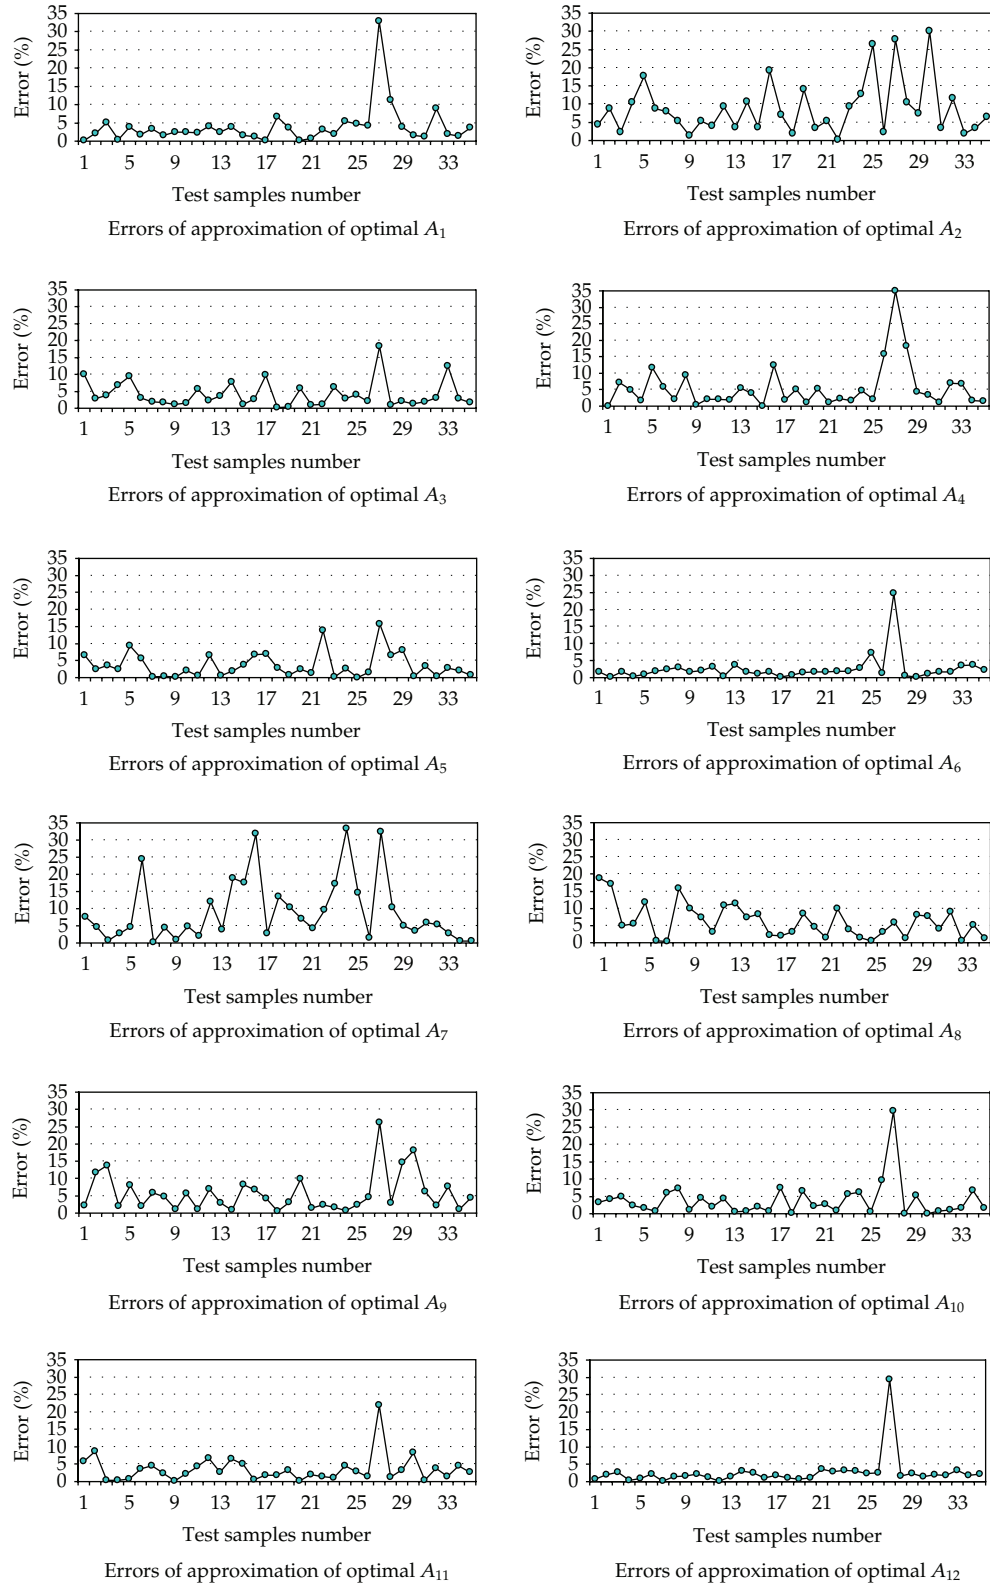 Error (%)
35
30
25
20
15
10
5
0
1 5 9 13 17 21 25 29 33
Test samples number
Errors of approximation of optimal A₁
Error (%)
35
30
25
20
15
10
5
0
1 5 9 13 17 21 25 29 33
Test samples number
Errors of approximation of optimal A₂
Error (%)
35
30
25
20
15
10
5
0
1 5 9 13 17 21 25 29 33
Test samples number
Errors of approximation of optimal A₃
Error (%)
35
30
25
20
15
10
5
0
1 5 9 13 17 21 25 29 33
Test samples number
Errors of approximation of optimal A₄
Error (%)
35
30
25
20
15
10
5
0
1 5 9 13 17 21 25 29 33
Test samples number
Errors of approximation of optimal A₅
Error (%)
35
30
25
20
15
10
5
0
1 5 9 13 17 21 25 29 33
Test samples number
Errors of approximation of optimal A₆
Error (%)
35
30
25
20
15
10
5
0
1 5 9 13 17 21 25 29 33
Test samples number
Errors of approximation of optimal A₇
Error (%)
35
30
25
20
15
10
5
0
1 5 9 13 17 21 25 29 33
Test samples number
Errors of approximation of optimal A₈
Error (%)
35
30
25
20
15
10
5
0
1 5 9 13 17 21 25 29 33
Test samples number
Errors of approximation of optimal A₉
Error (%)
35
30
25
20
15
10
5
0
1 5 9 13 17 21 25 29 33
Test samples number
Errors of approximation of optimal A₁₀
Error (%)
35
30
25
20
15
10
5
0
1 5 9 13 17 21 25 29 33
Test samples number
Errors of approximation of optimal A₁₁
Error (%)
35
30
25
20
15
10
5
0
1 5 9 13 17 21 25 29 33
Test samples number
Errors of approximation of optimal A₁₂